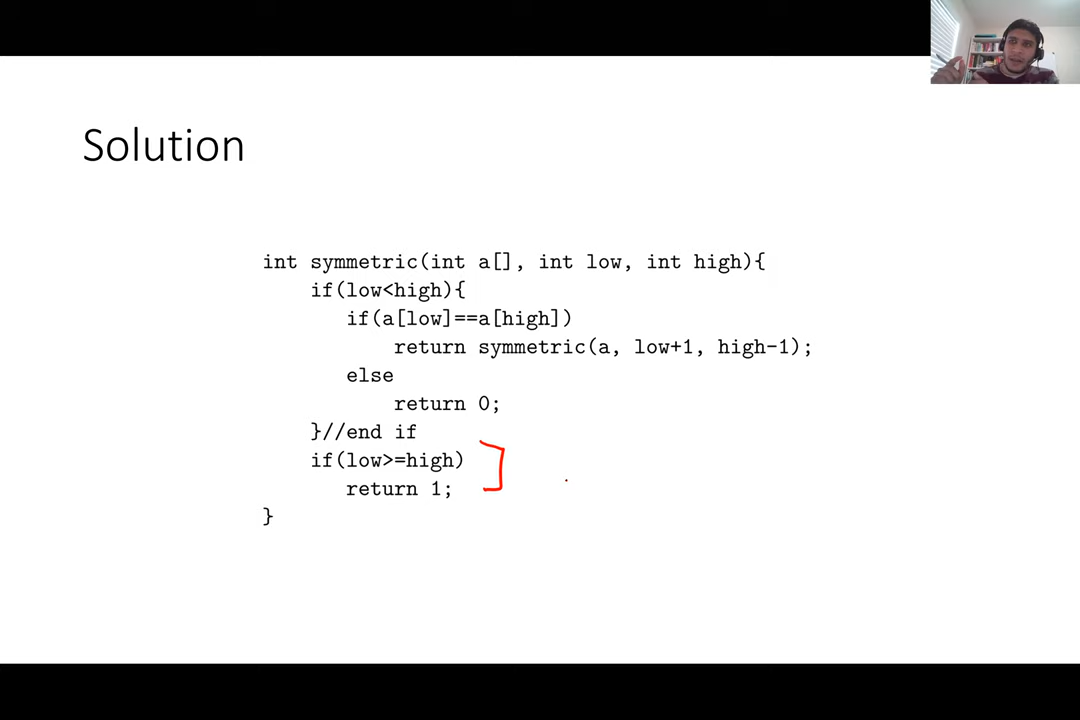 Solution
int symmetric(int a[], int low, int high){
if(low<high){
if(a[low]==a[high])
return symmetric(a, low+1, high-1);
else
return 0;
}//end if
if(low>=high)
return 1;
}